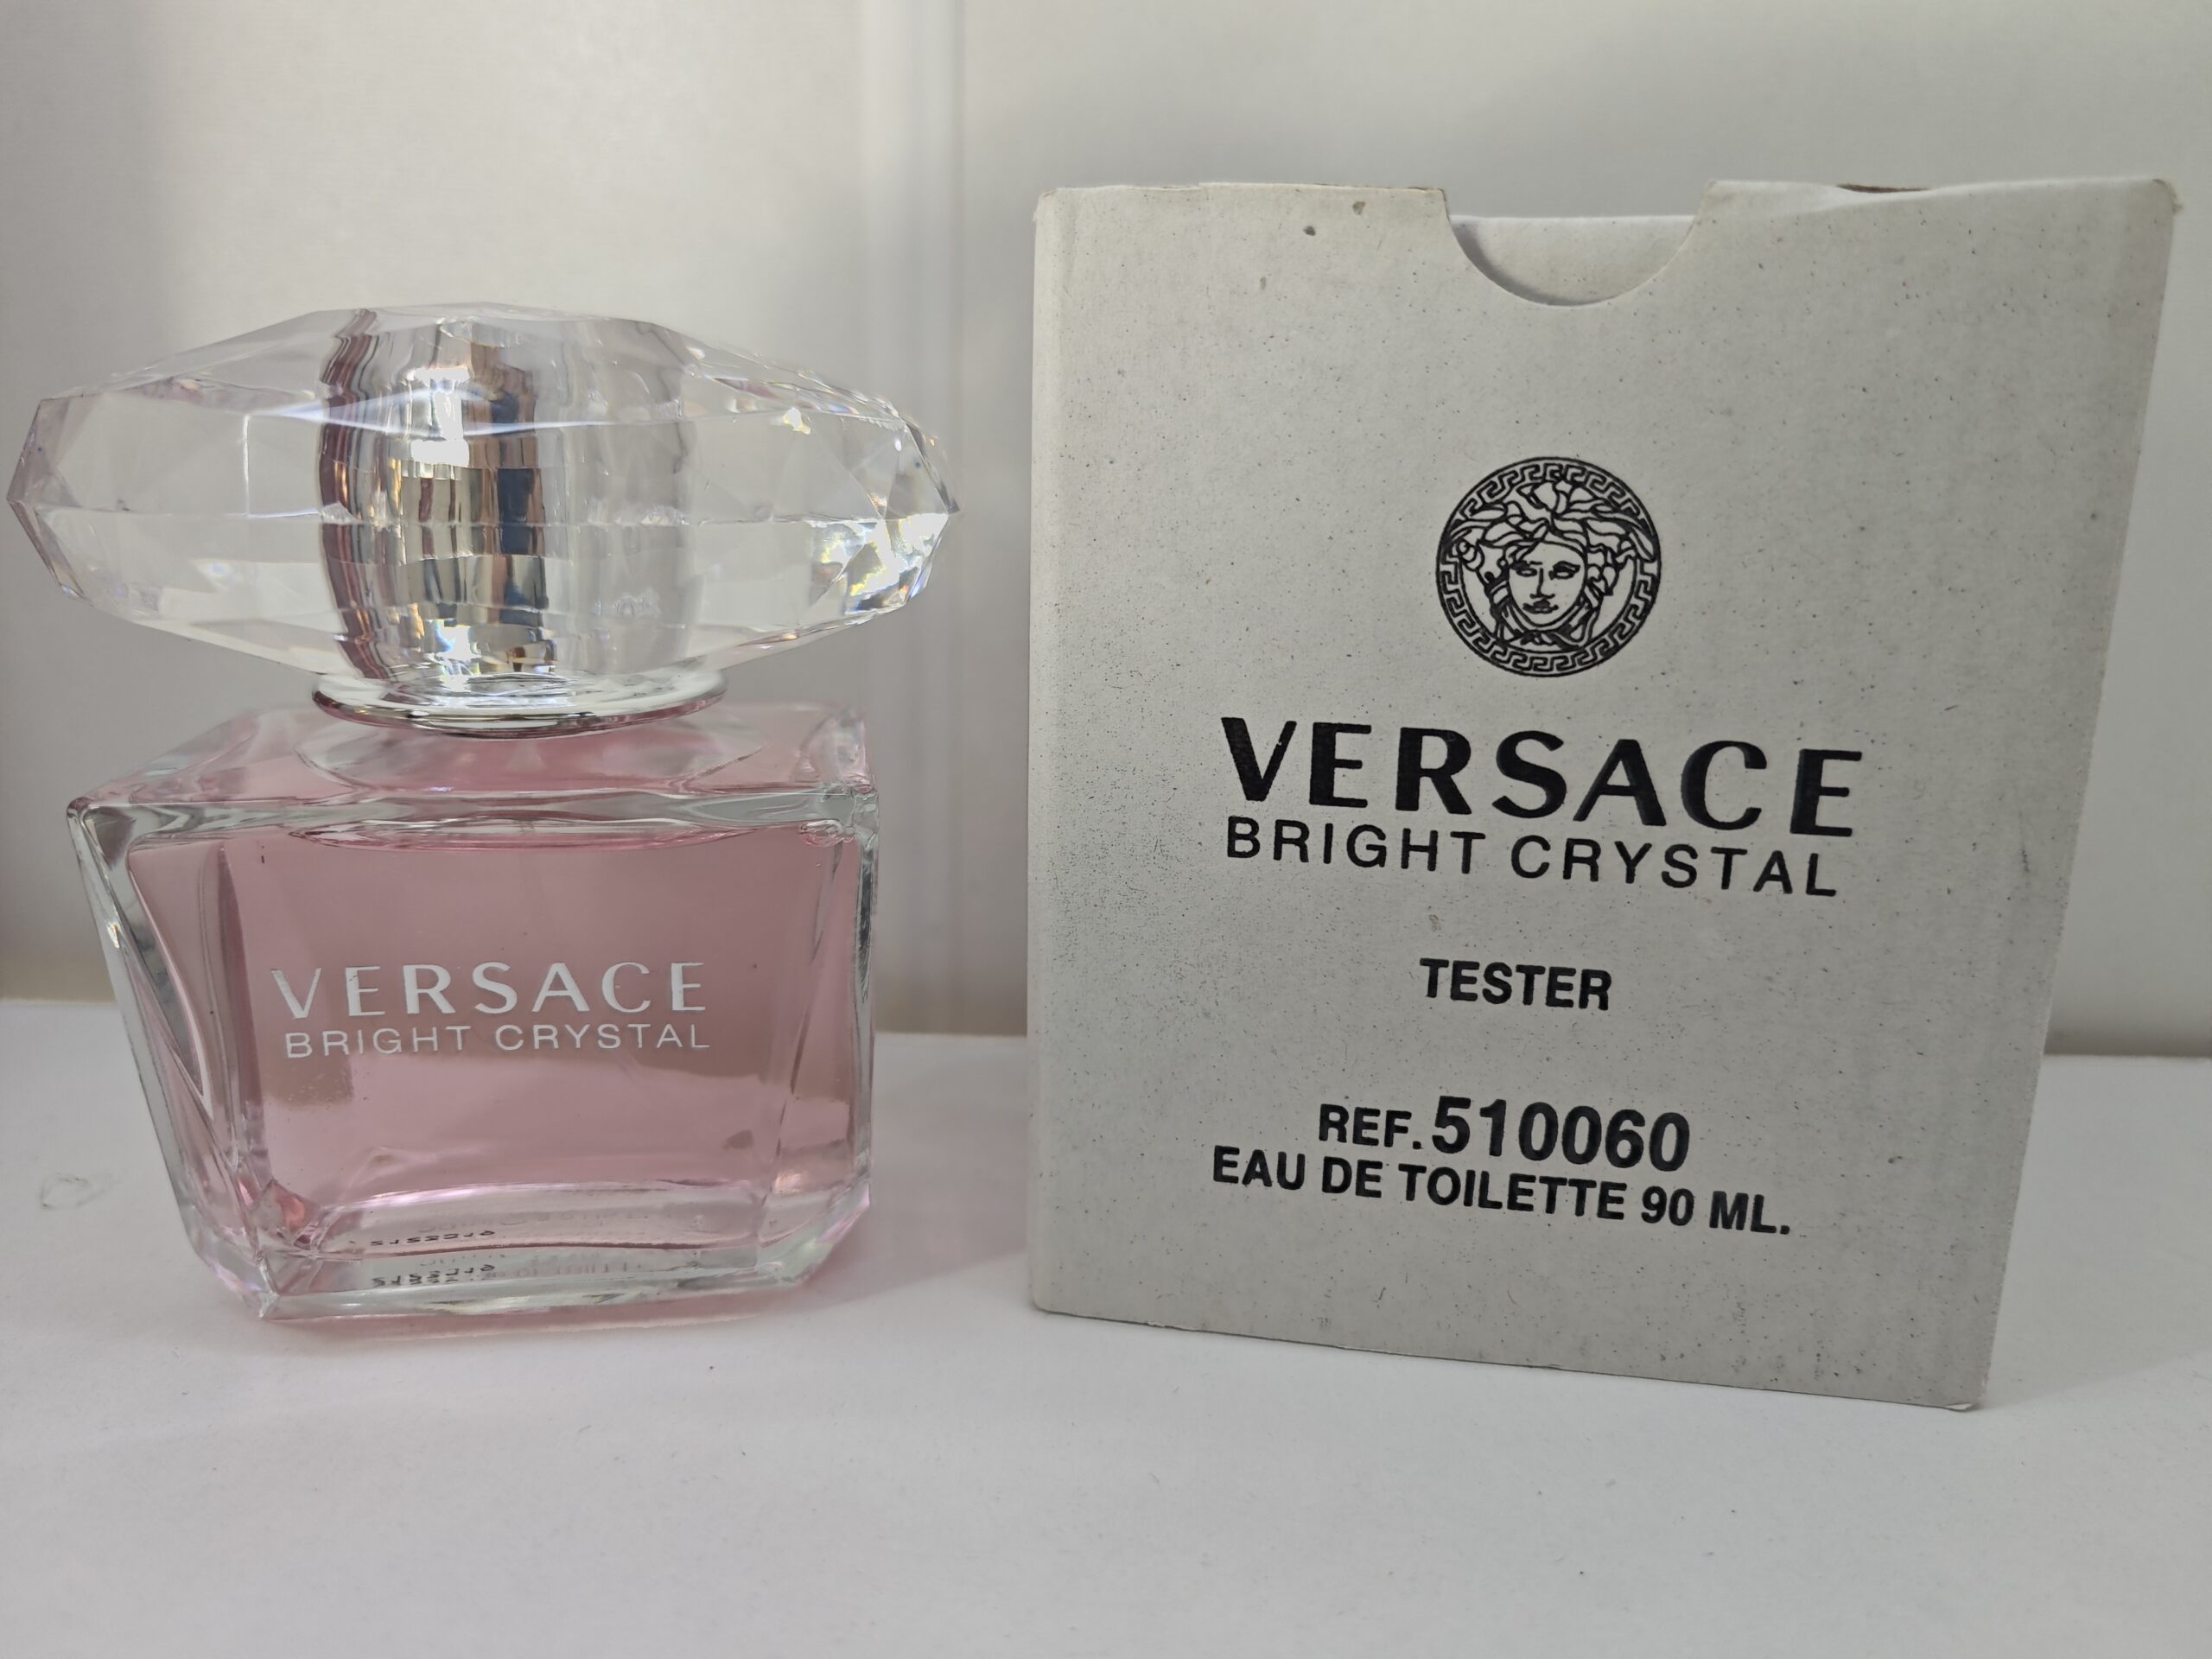 VERSACE
BRIGHT CRYSTAL
VERSACE
BRIGHT CRYSTAL
TESTER
REF. 510060
EAU DE TOILETTE 90 ML.